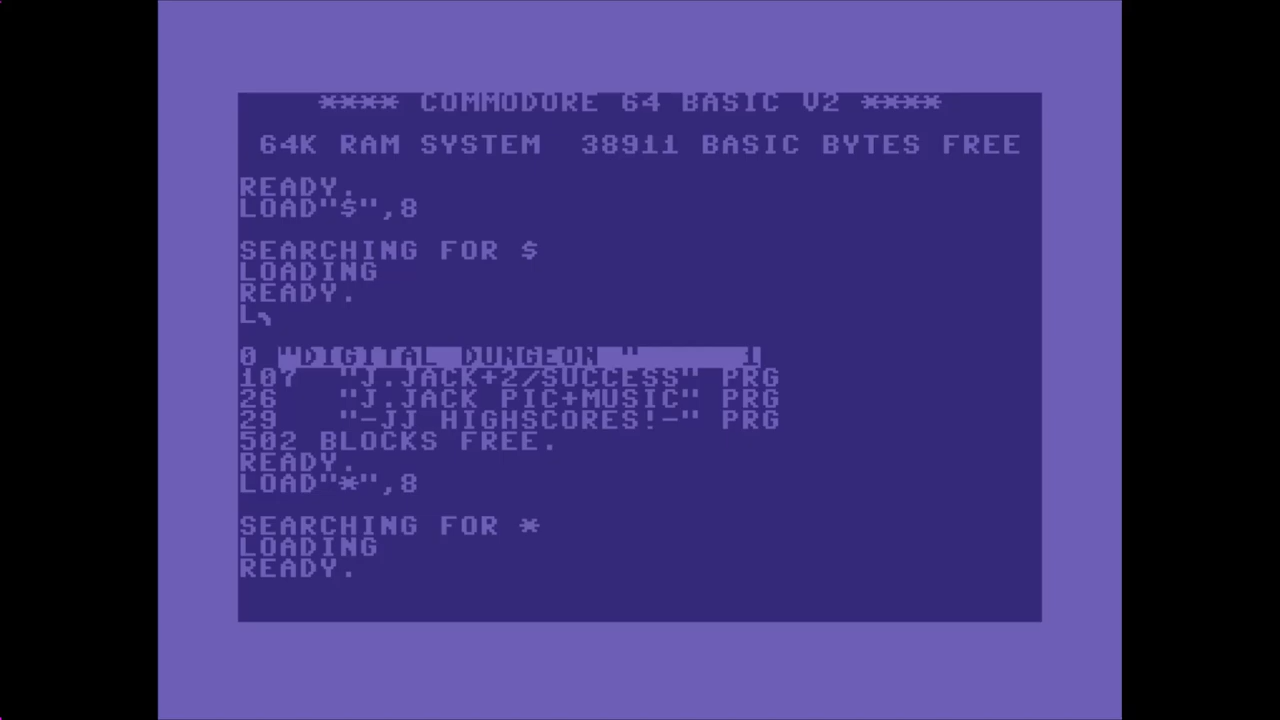 **** COMMODORE 64 BASIC V2 ****
64K RAM SYSTEM 38911 BASIC BYTES FREE
READY.
LOAD"$",8
SEARCHING FOR $
LOADING
READY.
L
0 "DIGITAL DUNGEON " 1
107 "J.JACK+2/SUCCESS" PRG
26 "J.JACK PIC+MUSIC" PRG
29 "-JJ HIGHSCORES!-" PRG
502 BLOCKS FREE.
READY.
LOAD"*",8
SEARCHING FOR *
LOADING
READY.